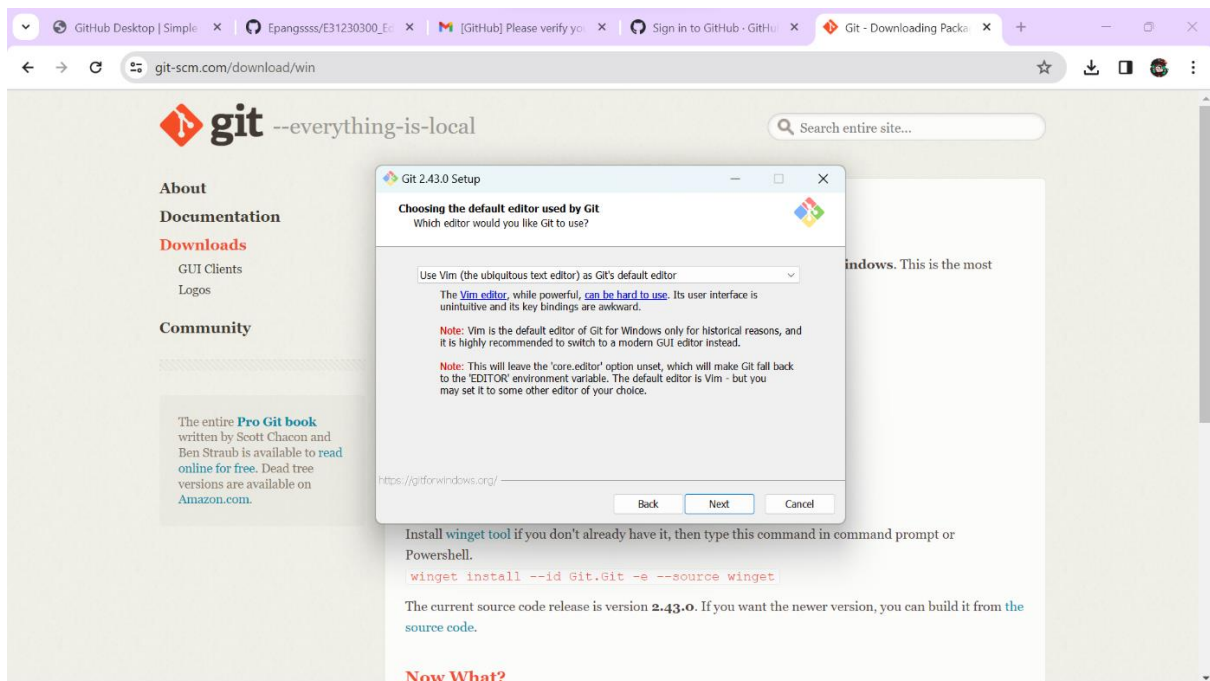 GitHub Desktop | Simple
Epangssss/E31230300_Ed
[GitHub] Please verify yo
Sign in to GitHub · GitHu
Git - Downloading Packa
git-scm.com/download/win
git --everything-is-local
Search entire site...
About
Documentation
Downloads
GUI Clients
Logos
Community
The entire Pro Git book
written by Scott Chacon and
Ben Straub is available to read
online for free. Dead tree
versions are available on
Amazon.com.
Git 2.43.0 Setup
Choosing the default editor used by Git
Which editor would you like Git to use?
Use Vim (the ubiquitous text editor) as Git's default editor
The Vim editor, while powerful, can be hard to use. Its user interface is
unintuitive and its key bindings are awkward.
Note: Vim is the default editor of Git for Windows only for historical reasons, and
it is highly recommended to switch to a modern GUI editor instead.
Note: This will leave the 'core.editor' option unset, which will make Git fall back
to the 'EDITOR' environment variable. The default editor is Vim - but you
may set it to some other editor of your choice.
https://gitforwindows.org/
Back Next Cancel
indows. This is the most
Install winget tool if you don't already have it, then type this command in command prompt or
Powershell.
winget install --id Git.Git -e --source winget
The current source code release is version 2.43.0. If you want the newer version, you can build it from the
source code.
Now What?